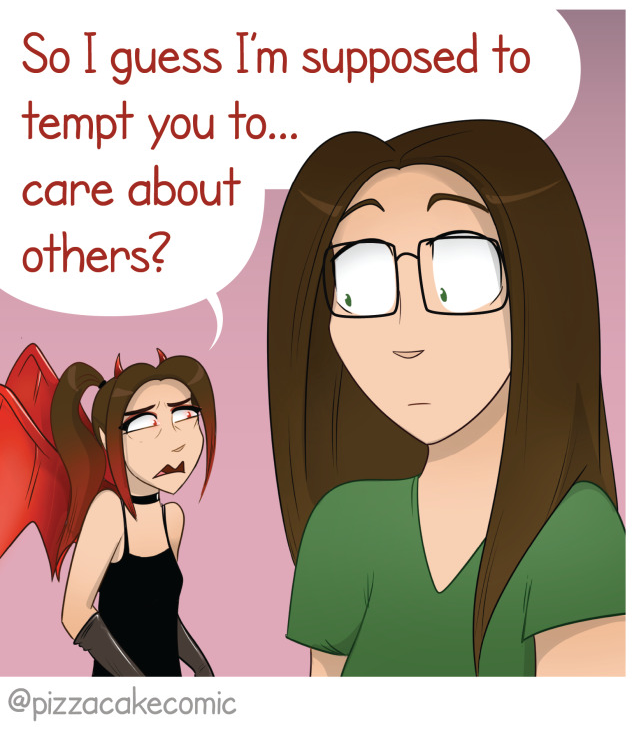 So I guess I'm supposed to
tempt you to...
care about
others?
@pizzacakecomic